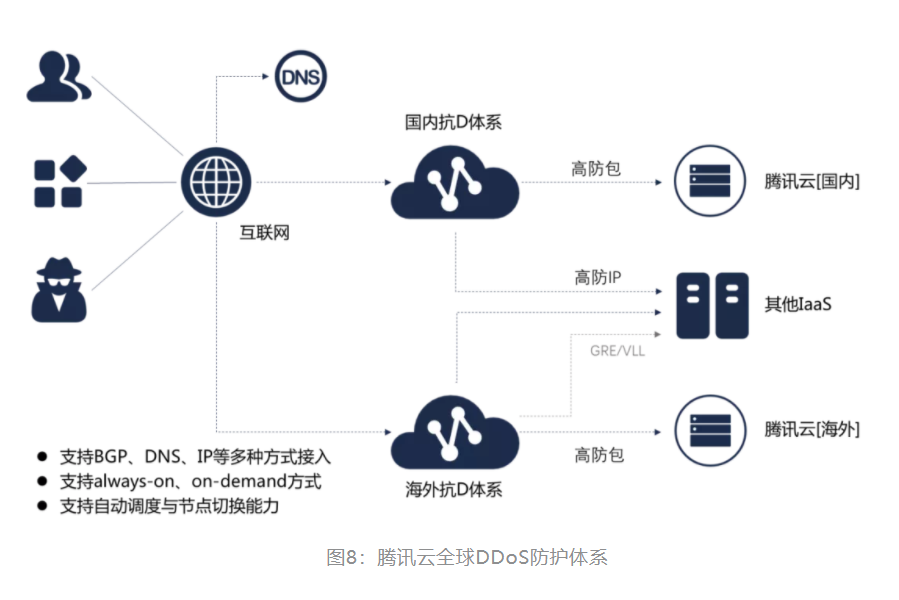 DNS
国内抗D体系
高防包
腾讯云[国内]
互联网
高防IP
其他IaaS
GRE/VLL
腾讯云[海外]
高防包
海外抗D体系
● 支持BGP、DNS、IP等多种方式接入
● 支持always-on、on-demand方式
● 支持自动调度与节点切换能力
图8：腾讯云全球DDoS防护体系